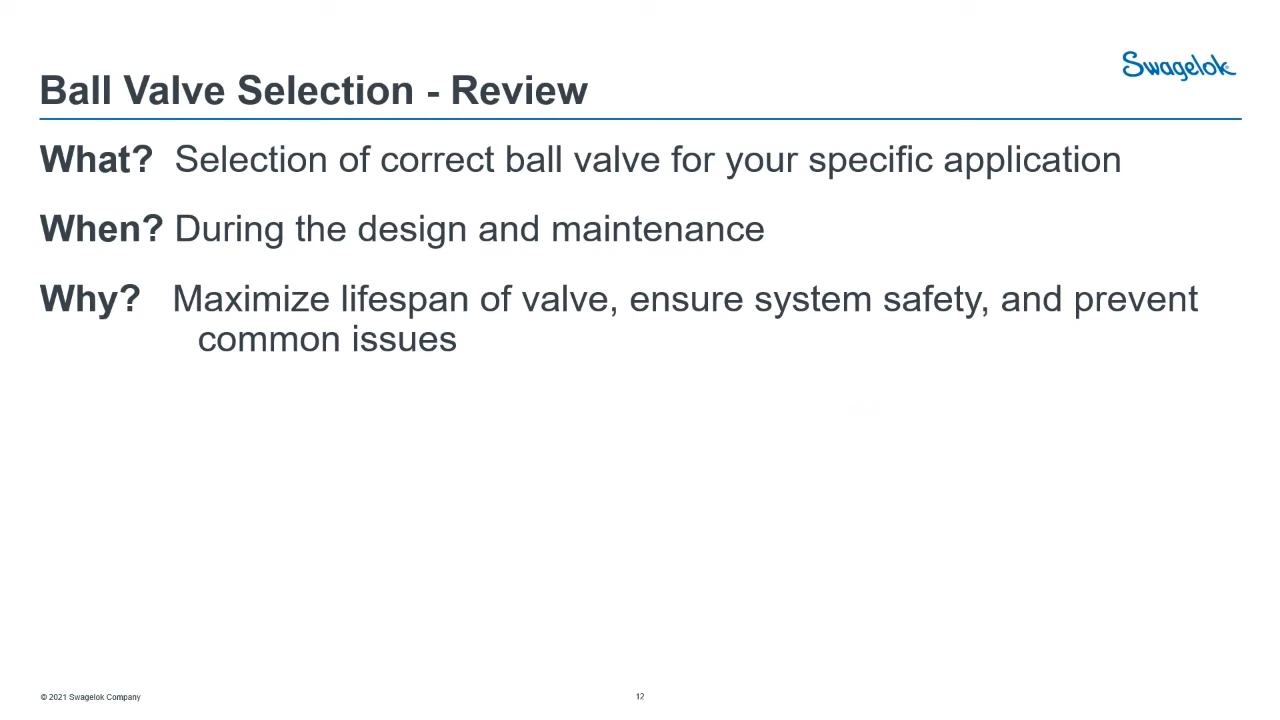 Swagelok
Ball Valve Selection - Review
What? Selection of correct ball valve for your specific application
When? During the design and maintenance
Why? Maximize lifespan of valve, ensure system safety, and prevent
common issues
© 2021 Swagelok Company
12